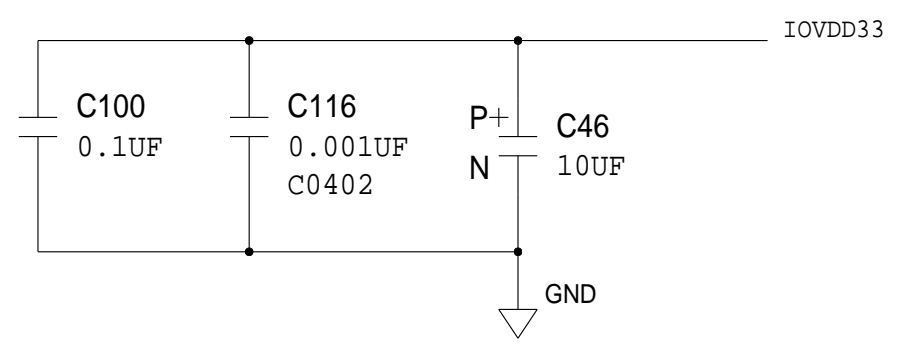 IOVDD33
C100
0.1UF
C116
0.001UF
C0402
P+
N
C46
10UF
GND